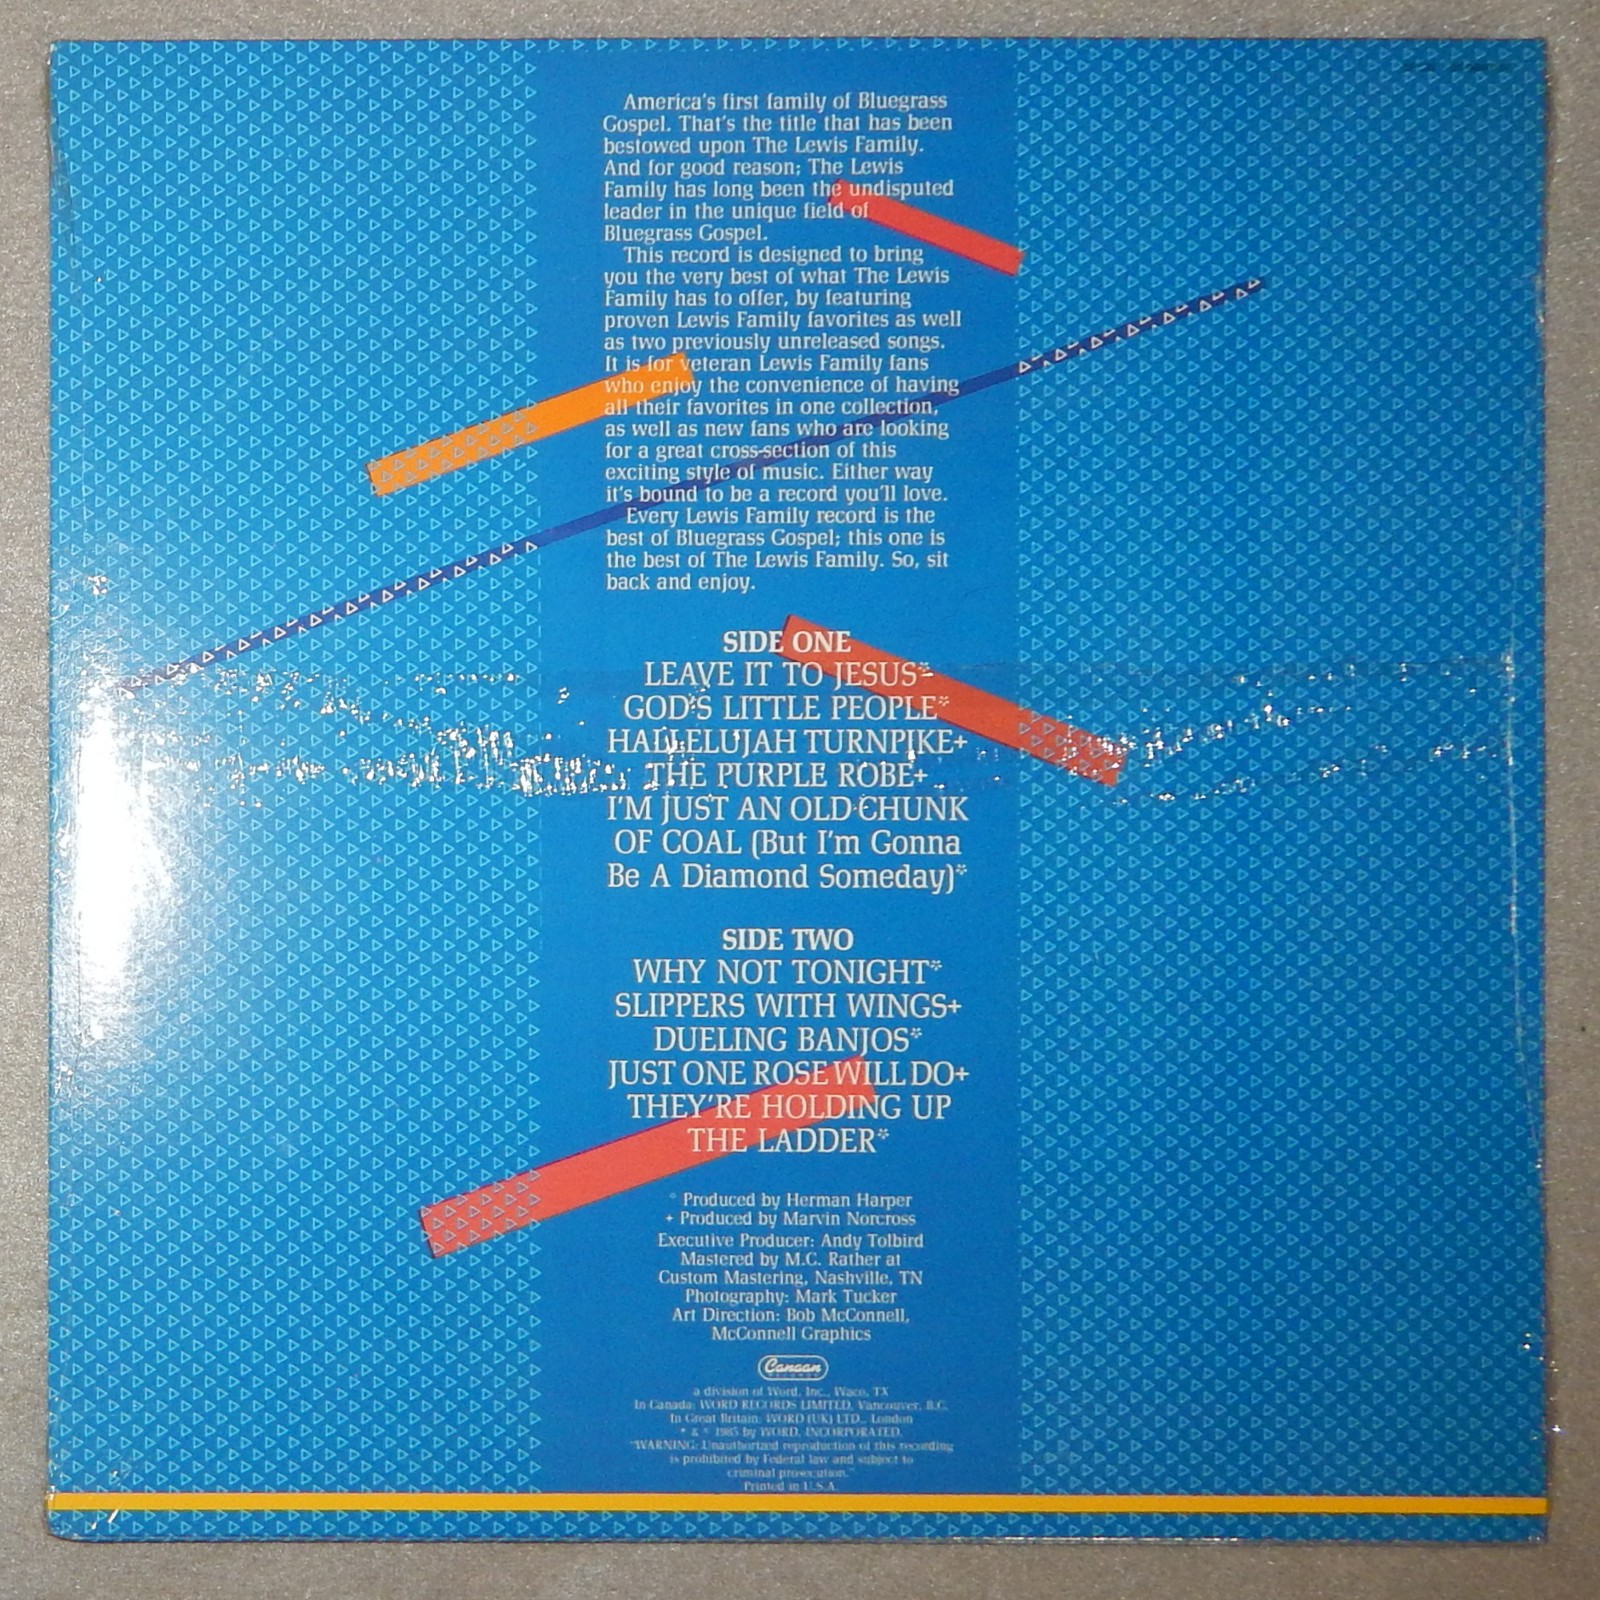 America's first family of Bluegrass
Gospel. That's the title that has been
bestowed upon The Lewis Family.
And for good reason; The Lewis
Family has long been the undisputed
leader in the unique field of
Bluegrass Gospel.
This record is designed to bring
you the very best of what The Lewis
Family has to offer, by featuring
proven Lewis Family favorites as well
as two previously unreleased songs.
It is for veteran Lewis Family fans
who enjoy the convenience of having
all their favorites in one collection,
as well as new fans who are looking
for a great cross-section of this
exciting style of music. Either way
it's bound to be a record you'll love.
Every Lewis Family record is the
best of Bluegrass Gospel; this one is
the best of The Lewis Family. So, sit
back and enjoy.
SIDE ONE
LEAVE IT TO JESUS*
GOD'S LITTLE PEOPLE*
HALLELUJAH TURNPIKE+
THE PURPLE ROBE+
I'M JUST AN OLD CHUNK
OF COAL (But I'm Gonna
Be A Diamond Someday)*
SIDE TWO
WHY NOT TONIGHT*
SLIPPERS WITH WINGS+
DUELING BANJOS*
JUST ONE ROSE WILL DO+
THEY'RE HOLDING UP
THE LADDER*
* Produced by Herman Harper
+ Produced by Marvin Norcross
Executive Producer: Andy Tolbird
Mastered by M.C. Rather at
Custom Mastering, Nashville, TN
Photography: Mark Tucker
Art Direction: Bob McConnell,
McConnell Graphics
Canaan
RECORDS
a division of Word, Inc., Waco, TX
In Canada: WORD RECORDS LIMITED, Vancouver, B.C.
In Great Britain: WORD (UK) LTD., London
& © 1985 by WORD, INCORPORATED.
"WARNING: Unauthorized reproduction of this recording
is prohibited by Federal law and subject to
criminal prosecution."
Printed in U.S.A.